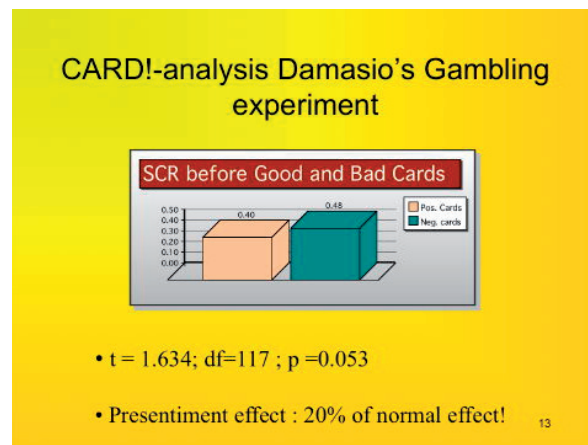 CARD!-analysis Damasio's Gambling
experiment
SCR before Good and Bad Cards
0.50
0.40
0.30
0.20
0.10
0.00
0.40
0.48
Pos. Cards
Neg. cards
• t = 1.634; df=117 ; p =0.053
• Presentiment effect : 20% of normal effect!
13